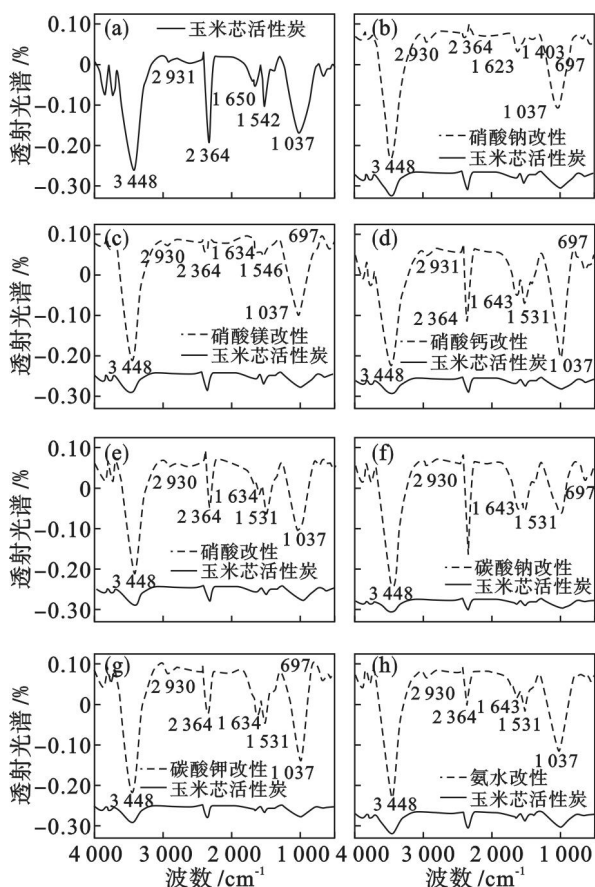 (a)
玉米芯活性炭
0.10
0
−0.10
−0.20
−0.30
透射光谱 /%
2 931
1 650
1 542
2 364
1 037
3 448
(b)
2 930
2 364
1 623
1 403
697
1 037
硝酸钠改性
玉米芯活性炭
3 448
(c)
0.10
0
−0.10
−0.20
−0.30
透射光谱 /%
2 930
2 364
1 634
1 546
697
1 037
硝酸镁改性
3 448
玉米芯活性炭
(d)
697
2 931
1 643
2 364
1 531
硝酸钙改性
3 448
玉米芯活性炭
1 037
(e)
0.10
0
−0.10
−0.20
−0.30
透射光谱 /%
2 930
1 634
2 364
1 531
1 037
硝酸改性
3 448
玉米芯活性炭
(f)
2 930
1 643
1 531
697
碳酸钠改性
3 448
玉米芯活性炭
(g)
0.10
0
−0.10
−0.20
−0.30
透射光谱 /%
697
2 930
2 364
1 634
1 531
1 037
碳酸钾改性
3 448
玉米芯活性炭
4 000
3 000
2 000
1 000
波数 /cm⁻¹
(h)
2 930
1 643
2 364
1 531
1 037
氨水改性
3 448
玉米芯活性炭
4 000
3 000
2 000
1 000
波数 /cm⁻¹